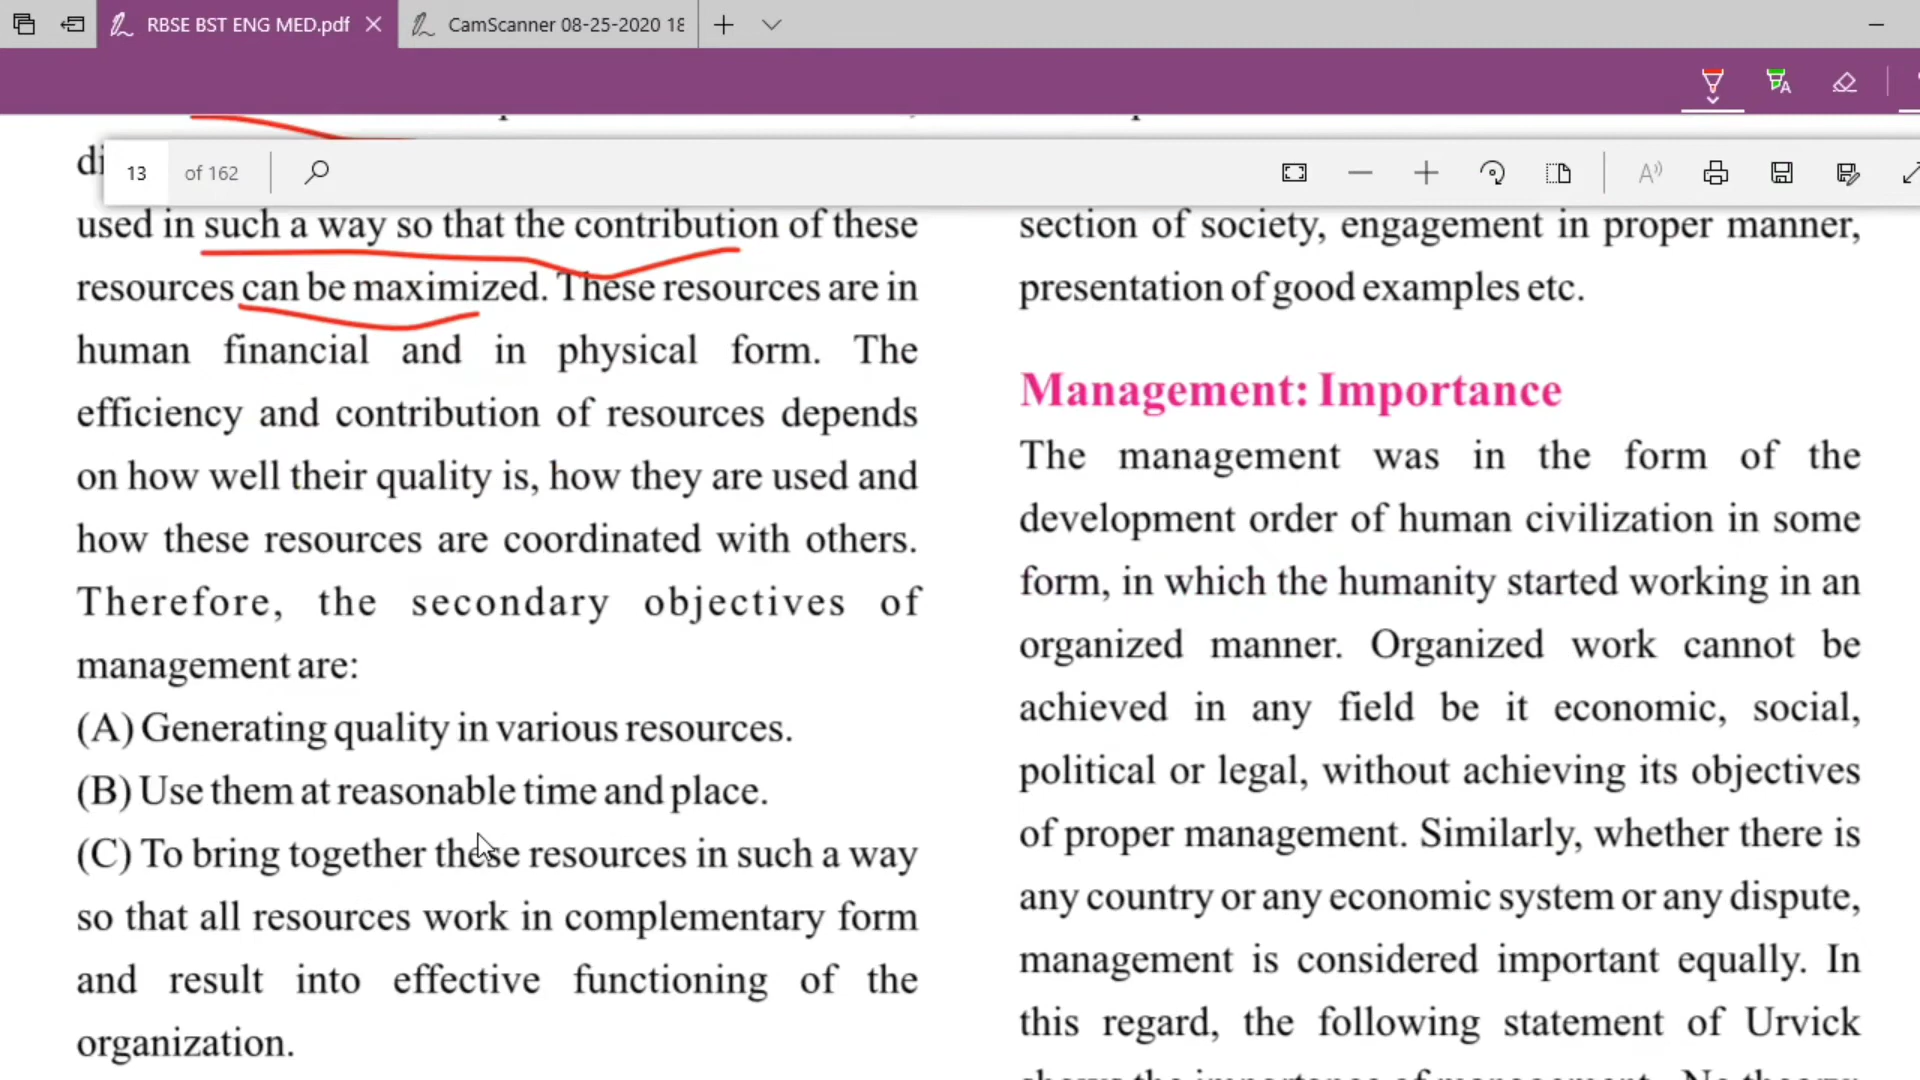 RBSE BST ENG MED.pdf
CamScanner 08-25-2020 18
13 of 162
used in such a way so that the contribution of these
resources can be maximized. These resources are in
human financial and in physical form. The
efficiency and contribution of resources depends
on how well their quality is, how they are used and
how these resources are coordinated with others.
Therefore, the secondary objectives of
management are:
(A) Generating quality in various resources.
(B) Use them at reasonable time and place.
(C) To bring together these resources in such a way
so that all resources work in complementary form
and result into effective functioning of the
organization.
section of society, engagement in proper manner,
presentation of good examples etc.
Management: Importance
The management was in the form of the
development order of human civilization in some
form, in which the humanity started working in an
organized manner. Organized work cannot be
achieved in any field be it economic, social,
political or legal, without achieving its objectives
of proper management. Similarly, whether there is
any country or any economic system or any dispute,
management is considered important equally. In
this regard, the following statement of Urvick